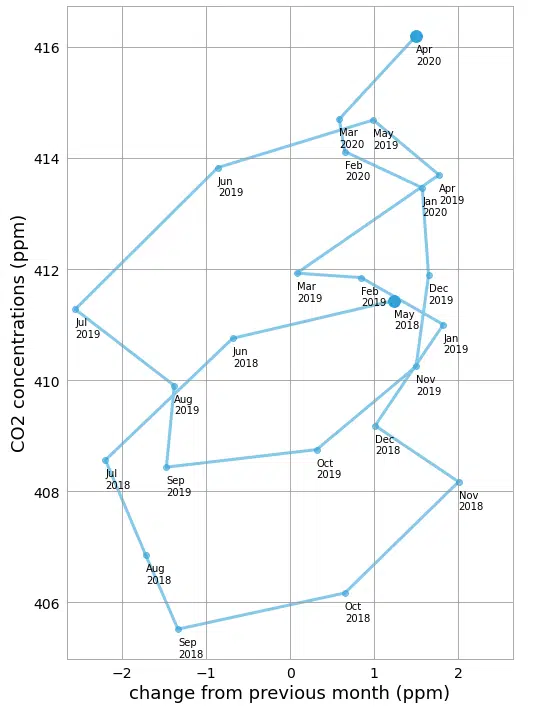 416
Apr
2020
Mar
2020
May
2019
414
Feb
2020
Jun
2019
Apr
2019
Jan
2020
412
Mar
2019
Feb
2019
Dec
2019
May
2018
Jul
2019
Jun
2018
Jan
2019
410
Aug
2019
Nov
2019
Dec
2018
Oct
2019
Jul
2018
Sep
2019
408
Nov
2018
Aug
2018
406
Oct
2018
Sep
2018
CO2 concentrations (ppm)
−2
−1
0
1
2
change from previous month (ppm)